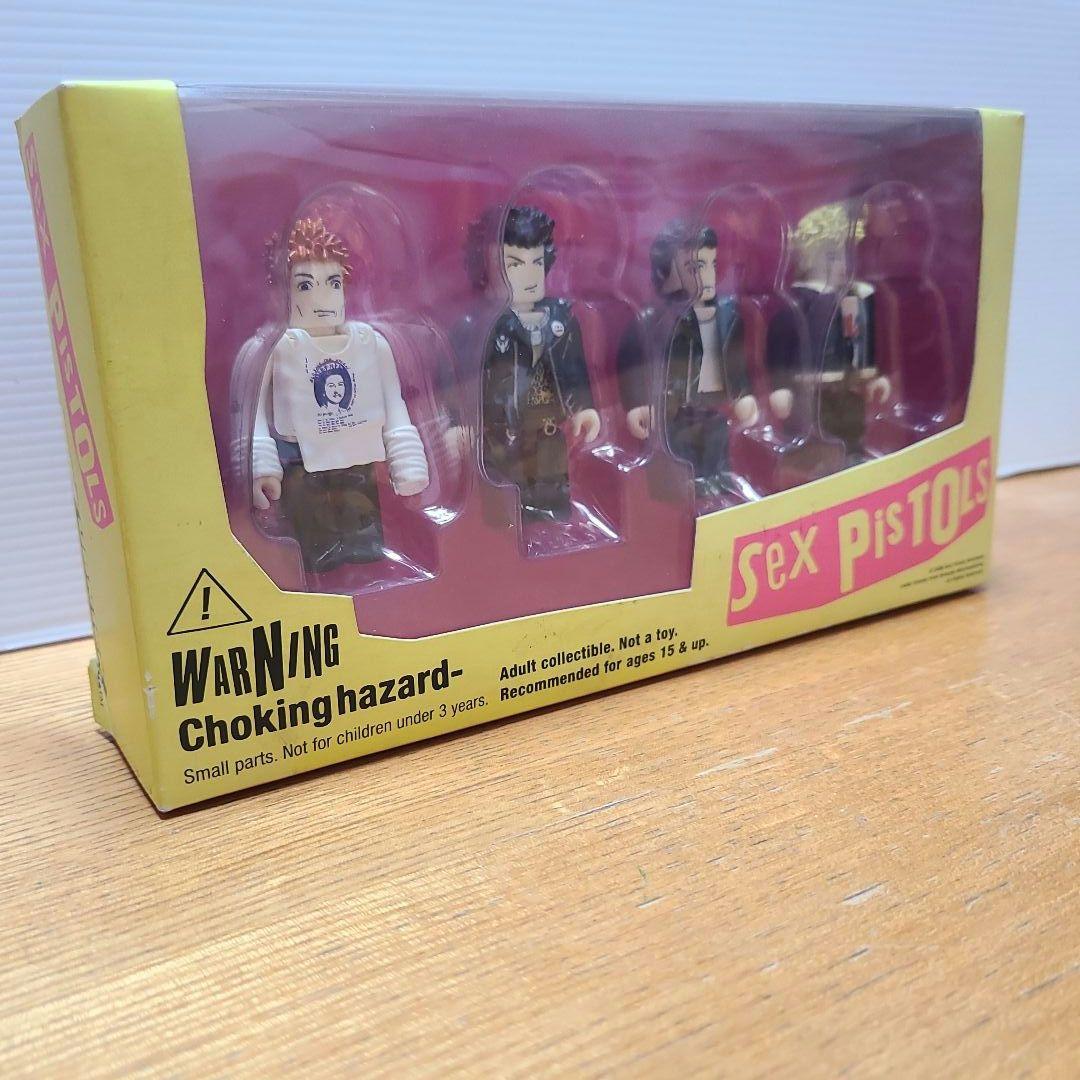 SEX PISTOLS
WARNING
Choking hazard-
Small parts. Not for children under 3 years.
Adult collectible. Not a toy.
Recommended for ages 15 & up.
SEX PISTOLS